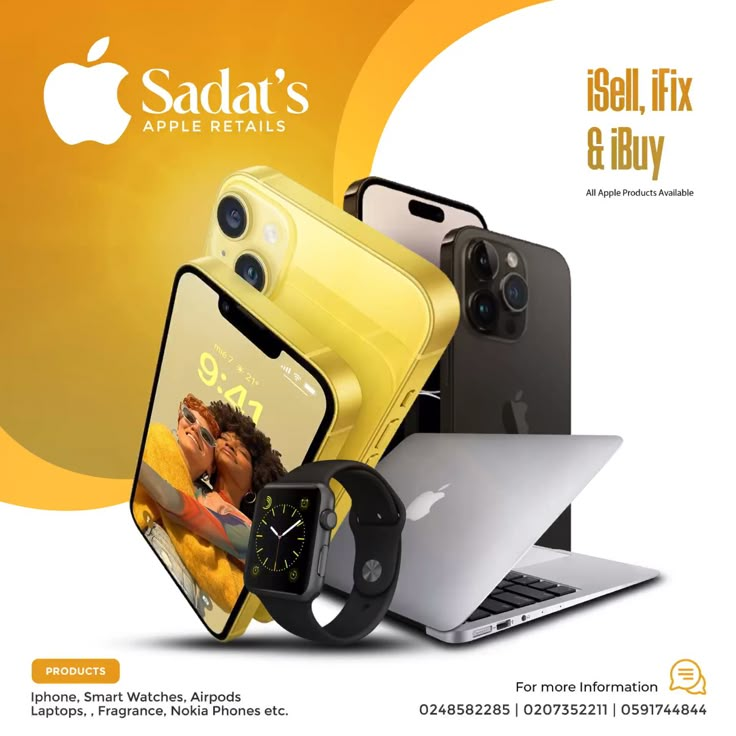 Sadat's
APPLE RETAILS
iSell, iFix
& iBuy
All Apple Products Available
9:41
21°
PRODUCTS
Iphone, Smart Watches, Airpods
Laptops, , Fragrance, Nokia Phones etc.
For more Information
0248582285 | 0207352211 | 0591744844